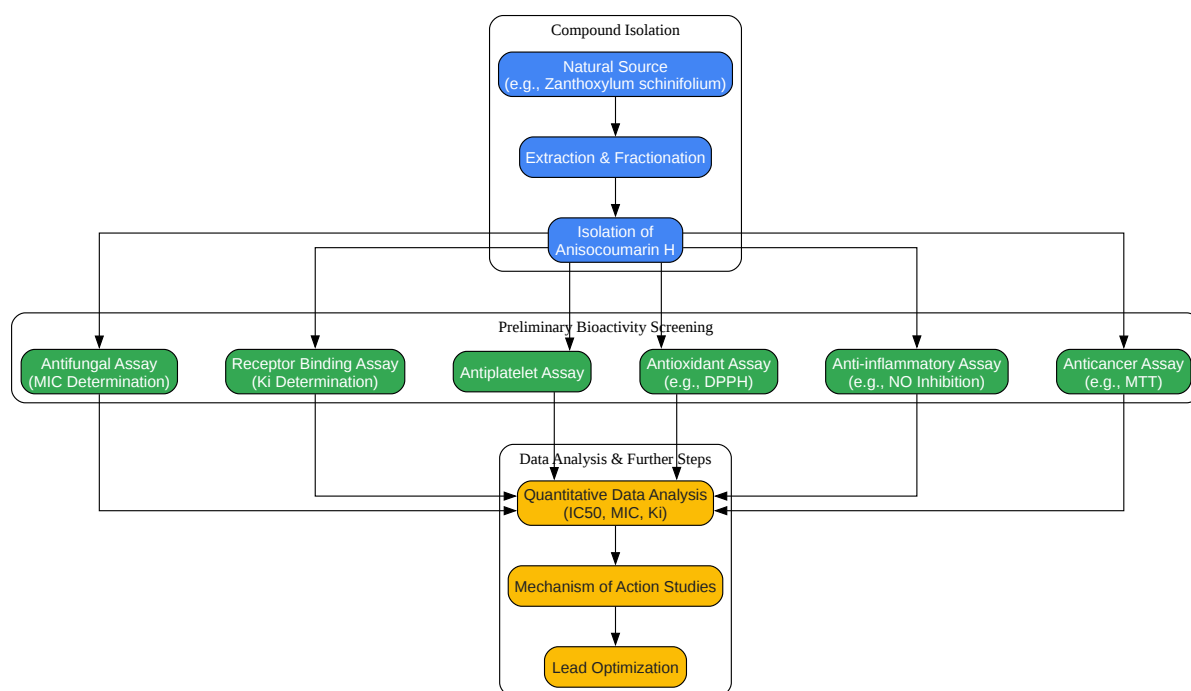 Compound Isolation
Natural Source
(e.g., Zanthoxylum schinifolium)
Extraction & Fractionation
Isolation of
Anisocoumarin H
Preliminary Bioactivity Screening
Antifungal Assay
(MIC Determination)
Receptor Binding Assay
(Ki Determination)
Antiplatelet Assay
Antioxidant Assay
(e.g., DPPH)
Anti-inflammatory Assay
(e.g., NO Inhibition)
Anticancer Assay
(e.g., MTT)
Data Analysis & Further Steps
Quantitative Data Analysis
(IC50, MIC, Ki)
Mechanism of Action Studies
Lead Optimization